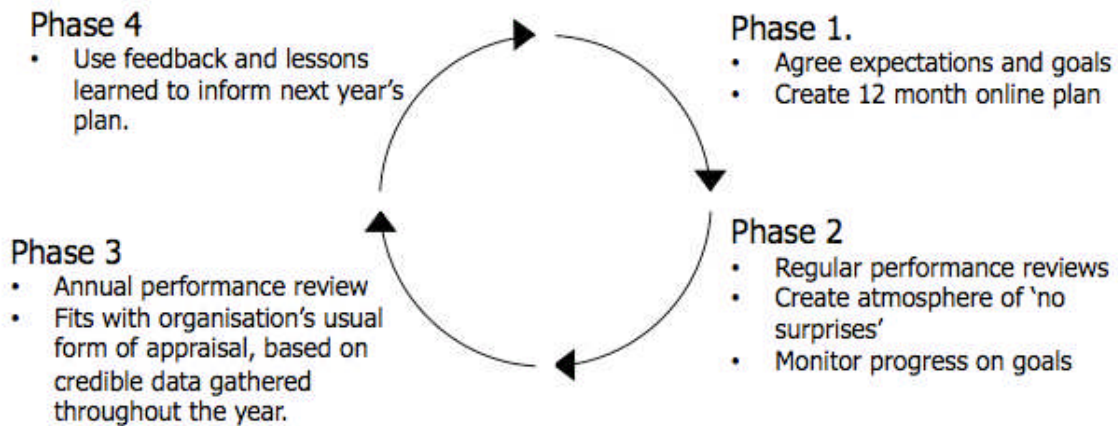 Phase 1.
• Agree expectations and goals
• Create 12 month online plan
Phase 2
• Regular performance reviews
• Create atmosphere of ‘no
surprises’
• Monitor progress on goals
Phase 3
• Annual performance review
• Fits with organisation’s usual
form of appraisal, based on
credible data gathered
throughout the year.
Phase 4
• Use feedback and lessons
learned to inform next year’s
plan.